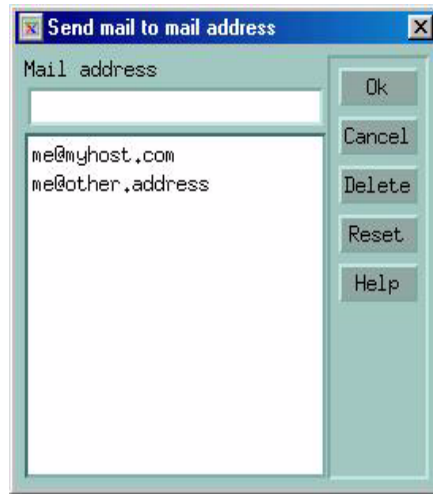 Send mail to mail address
Mail address
me@myhost.com
me@other.address
Ok
Cancel
Delete
Reset
Help